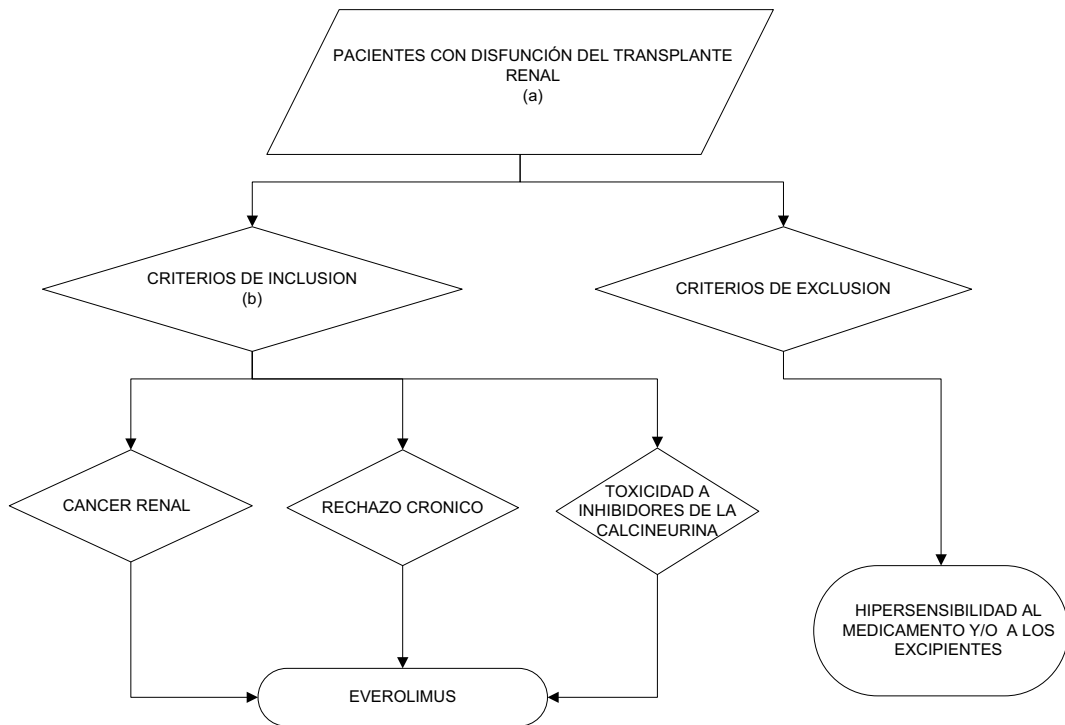 PACIENTES CON DISFUNCIÓN DEL TRANSPLANTE
RENAL
(a)
CRITERIOS DE INCLUSION
(b)
CRITERIOS DE EXCLUSION
CANCER RENAL
RECHAZO CRONICO
TOXICIDAD A
INHIBIDORES DE LA
CALCINEURINA
HIPERSENSIBILIDAD AL
MEDICAMENTO Y/O A LOS
EXCIPIENTES
EVEROLIMUS